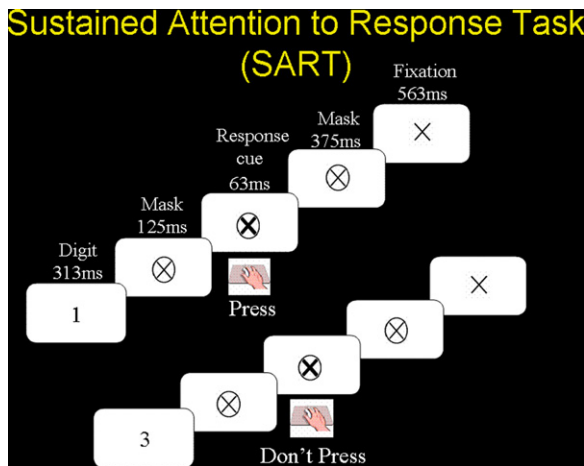 Sustained Attention to Response Task
(SART)
Fixation
563ms
Mask
375ms
Response
cue
63ms
Mask
125ms
Digit
313ms
1
Press
3
Don't Press